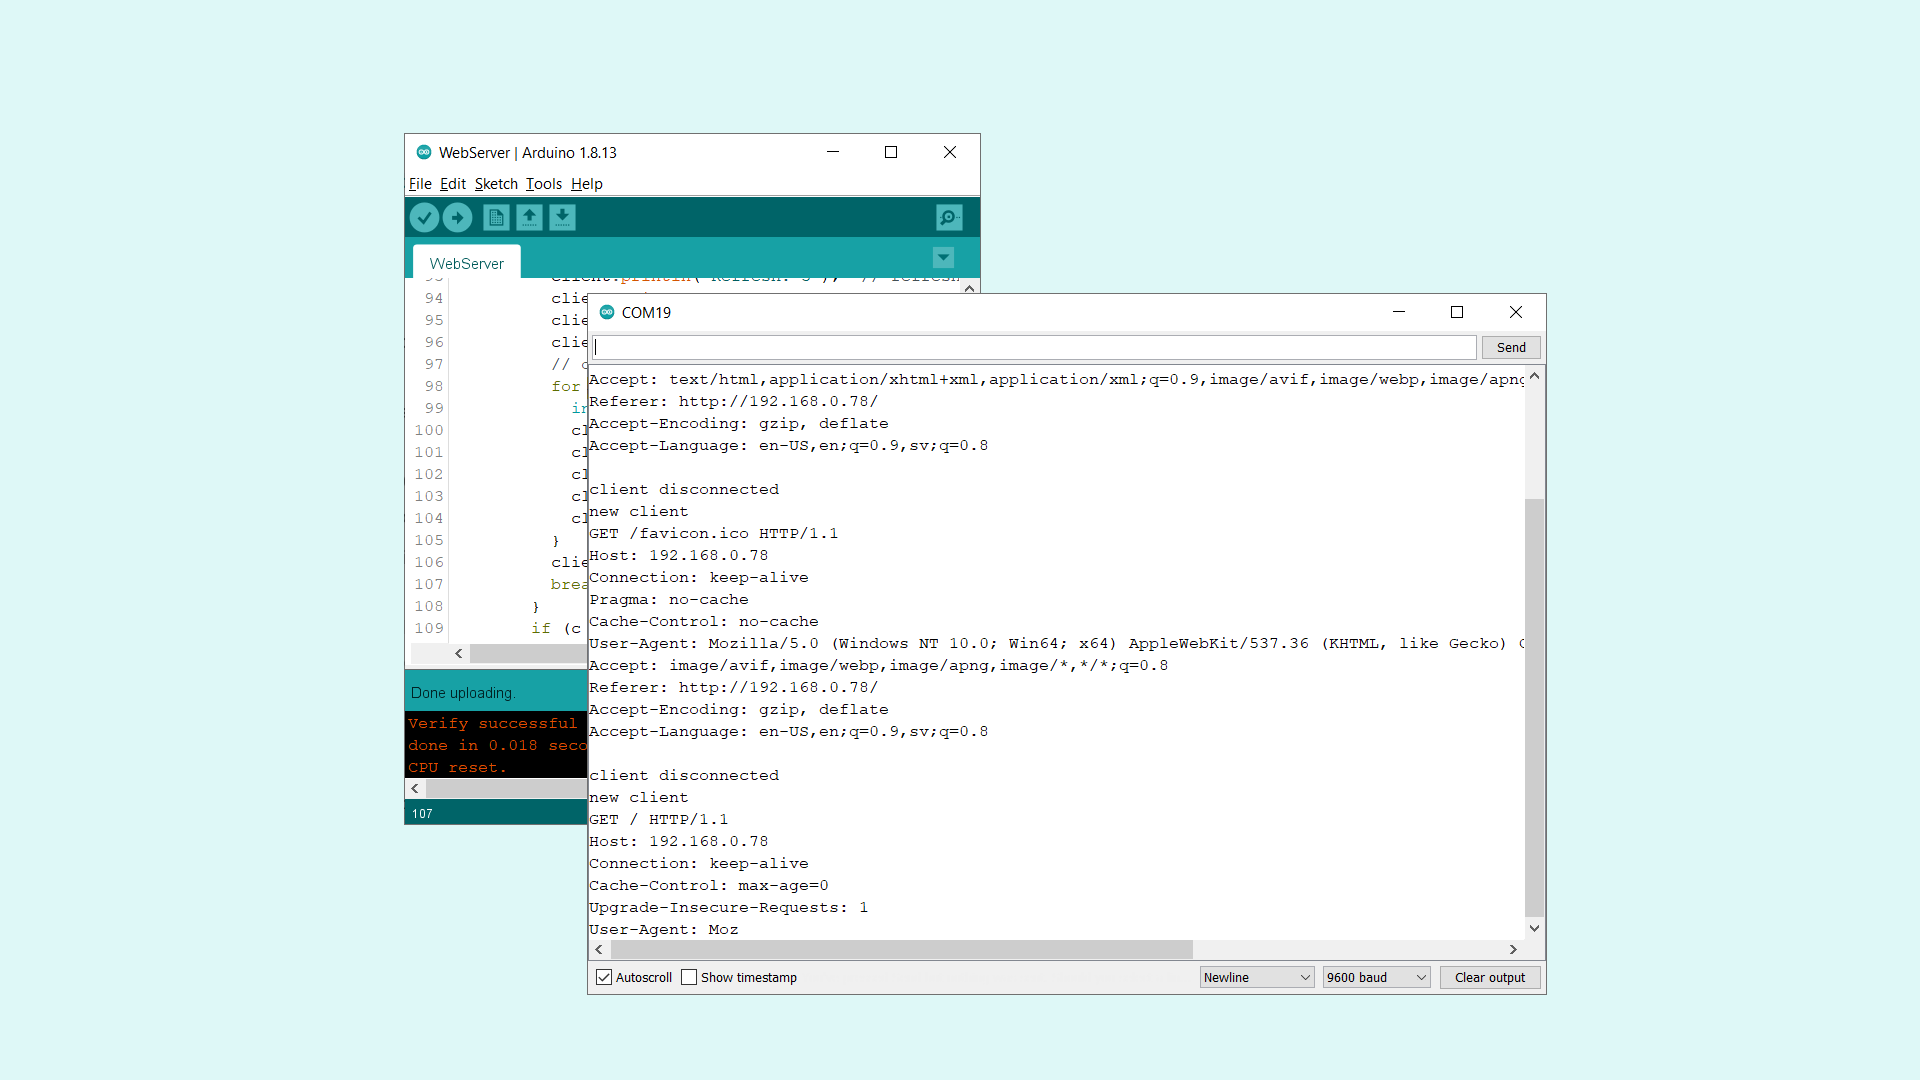 WebServer | Arduino 1.8.13
File Edit Sketch Tools Help
WebServer
93 client.println("Refresh: 5"); // refresh
94 clie
95 clie
96 clie
97 // c
98 for
99 in
100 cl
101 cl
102 cl
103 cl
104 cl
105 }
106 clie
107 brea
108 }
109 if (c
Done uploading.
Verify successful
done in 0.018 seco
CPU reset.
107
COM19
Send
Accept: text/html,application/xhtml+xml,application/xml;q=0.9,image/avif,image/webp,image/apng
Referer: http://192.168.0.78/
Accept-Encoding: gzip, deflate
Accept-Language: en-US,en;q=0.9,sv;q=0.8
client disconnected
new client
GET /favicon.ico HTTP/1.1
Host: 192.168.0.78
Connection: keep-alive
Pragma: no-cache
Cache-Control: no-cache
User-Agent: Mozilla/5.0 (Windows NT 10.0; Win64; x64) AppleWebKit/537.36 (KHTML, like Gecko) C
Accept: image/avif,image/webp,image/apng,image/*,*/*;q=0.8
Referer: http://192.168.0.78/
Accept-Encoding: gzip, deflate
Accept-Language: en-US,en;q=0.9,sv;q=0.8
client disconnected
new client
GET / HTTP/1.1
Host: 192.168.0.78
Connection: keep-alive
Cache-Control: max-age=0
Upgrade-Insecure-Requests: 1
User-Agent: Moz
Autoscroll Show timestamp Newline 9600 baud Clear output